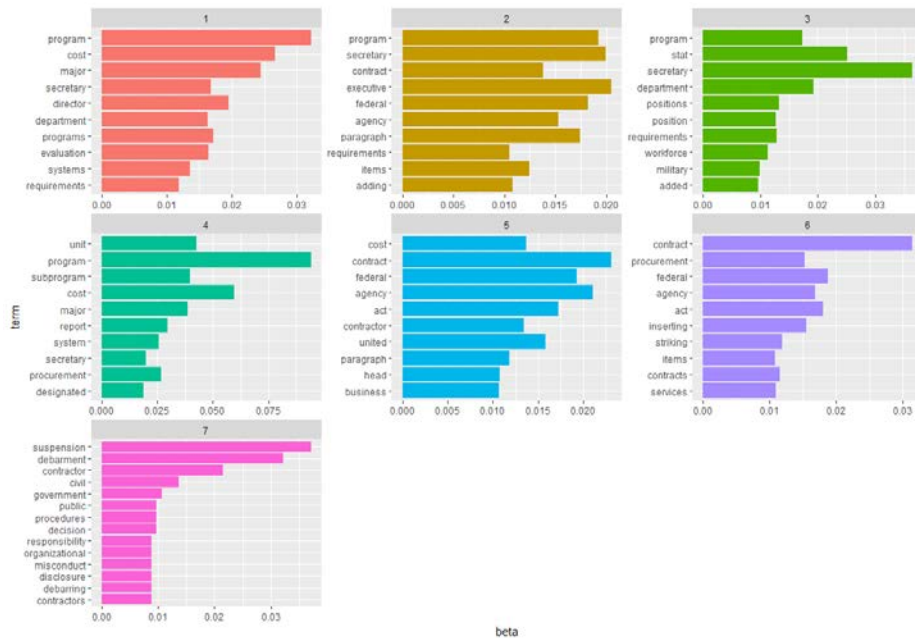 1
program
cost
major
secretary
director
department
programs
evaluation
systems
requirements
0.00 0.01 0.02 0.03
2
program
secretary
contract
executive
federal
agency
paragraph
requirements
items
adding
0.000 0.005 0.010 0.015 0.020
3
program
stat
secretary
department
positions
position
requirements
workforce
military
added
0.00 0.01 0.02 0.03
term
4
unit
program
subprogram
cost
major
report
system
secretary
procurement
designated
0.000 0.025 0.050 0.075
5
cost
contract
federal
agency
act
contractor
united
paragraph
head
business
0.000 0.005 0.010 0.015 0.020
6
contract
procurement
federal
agency
act
inserting
striking
items
contracts
services
0.00 0.01 0.02 0.03
7
suspension
debarment
contractor
civil
government
public
procedures
decision
responsibility
organizational
misconduct
disclosure
debarring
contractors
0.00 0.01 0.02 0.03
beta